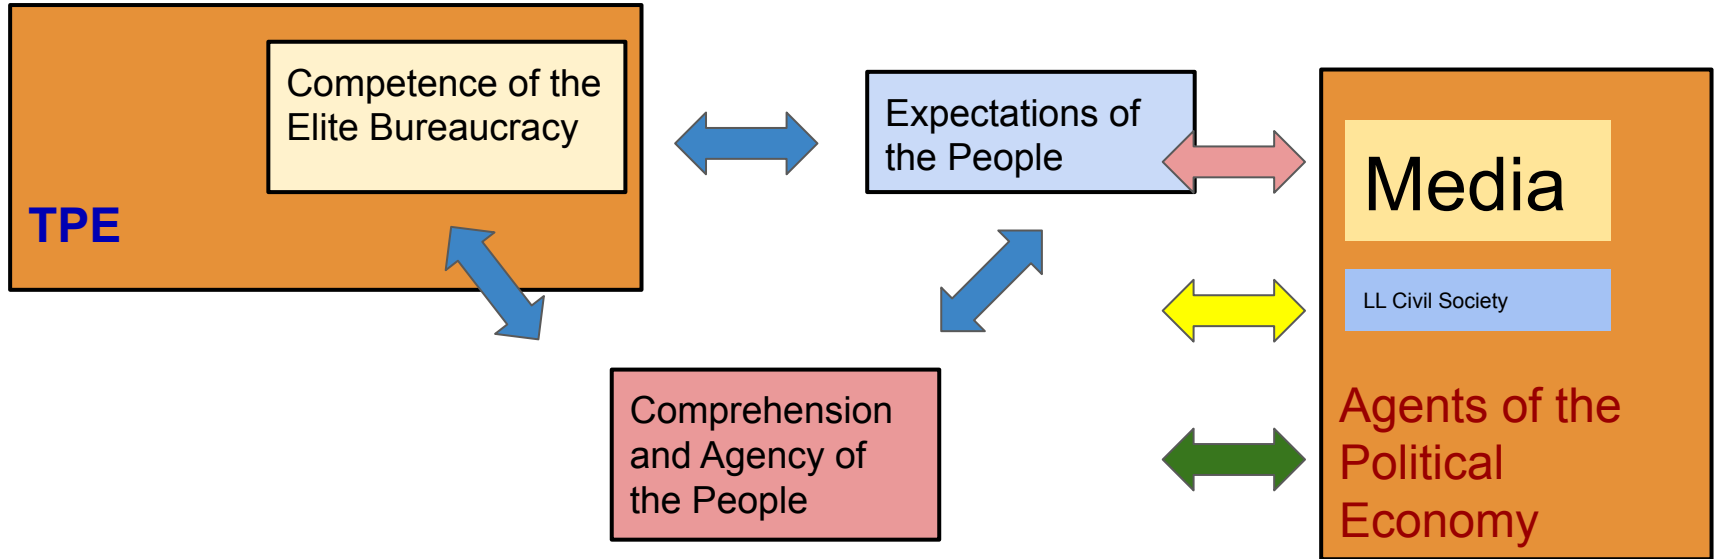 Competence of the
Elite Bureaucracy
TPE
Expectations of
the People
Comprehension
and Agency of
the People
Media
LL Civil Society
Agents of the
Political
Economy